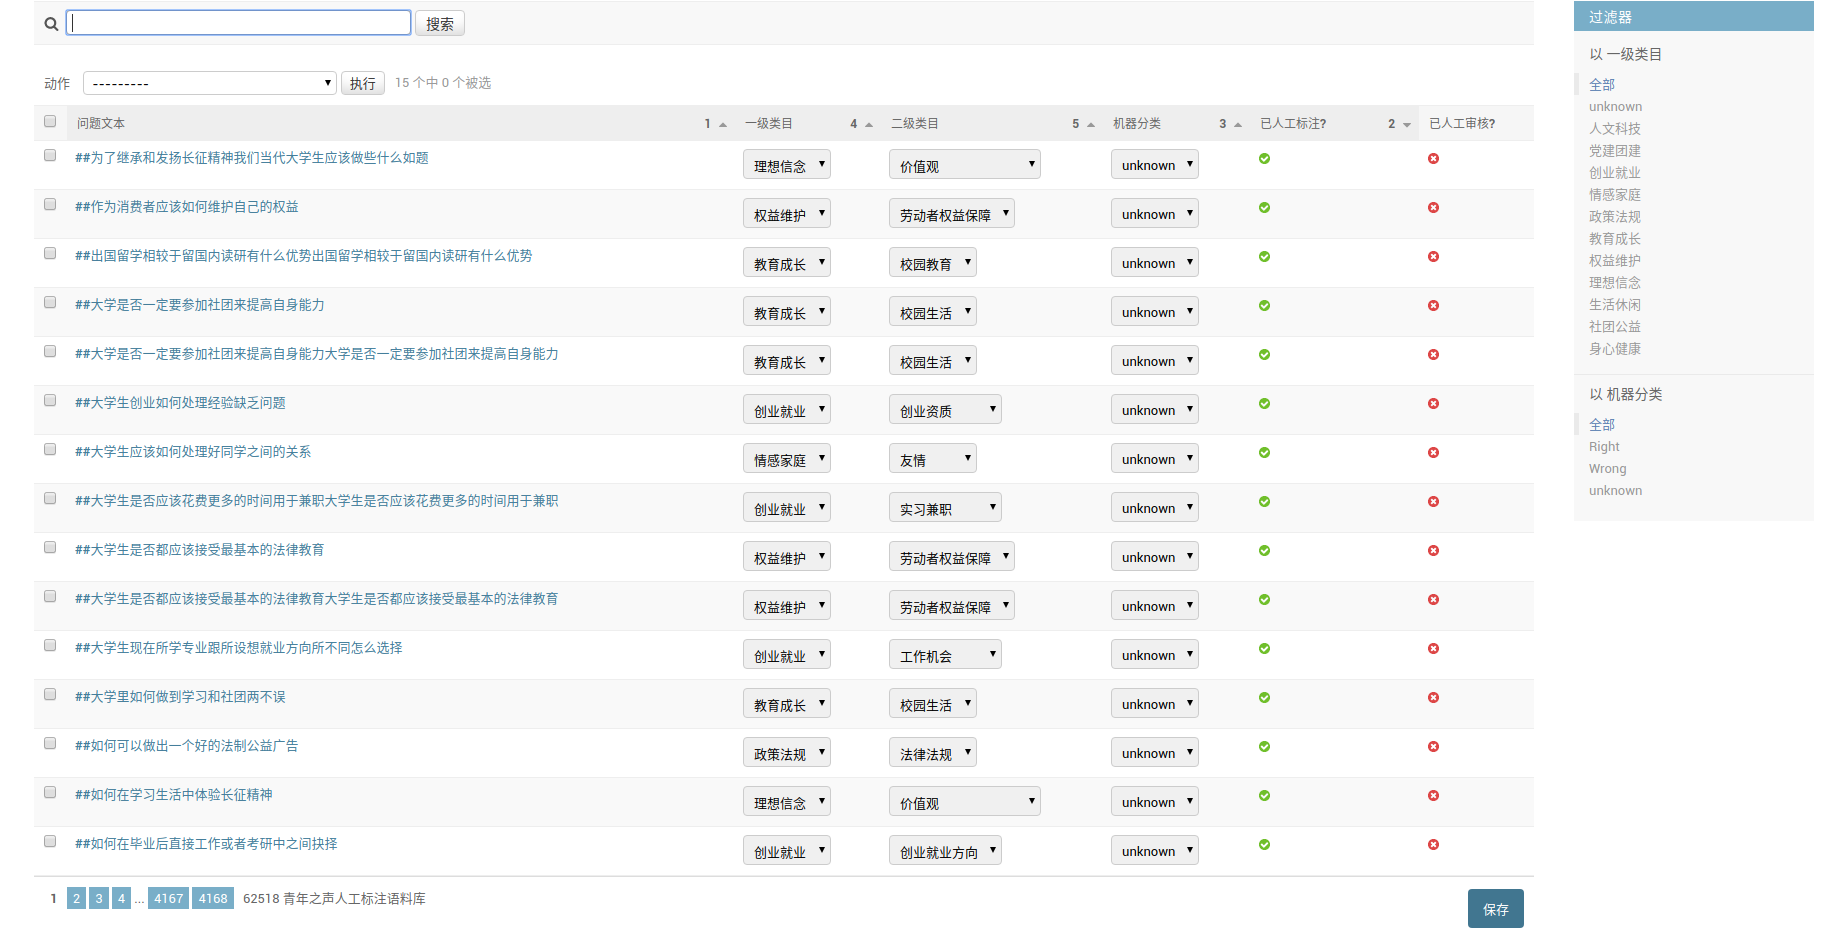 搜索
动作 --------- 执行 15 个中 0 个被选
问题文本 1 一级类目 4 二级类目 5 机器分类 3 已人工标注? 2 已人工审核?
##为了继承和发扬长征精神我们当代大学生应该做些什么如题 理想信念 价值观 unknown
##作为消费者应该如何维护自己的权益 权益维护 劳动者权益保障 unknown
##出国留学相较于留国内读研有什么优势出国留学相较于留国内读研有什么优势 教育成长 校园教育 unknown
##大学是否一定要参加社团来提高自身能力 教育成长 校园生活 unknown
##大学是否一定要参加社团来提高自身能力大学是否一定要参加社团来提高自身能力 教育成长 校园生活 unknown
##大学生创业如何处理经验缺乏问题 创业就业 创业资质 unknown
##大学生应该如何处理好同学之间的关系 情感家庭 友情 unknown
##大学生是否应该花费更多的时间用于兼职大学生是否应该花费更多的时间用于兼职 创业就业 实习兼职 unknown
##大学生是否都应该接受最基本的法律教育 权益维护 劳动者权益保障 unknown
##大学生是否都应该接受最基本的法律教育大学生是否都应该接受最基本的法律教育 权益维护 劳动者权益保障 unknown
##大学生现在所学专业跟所设想就业方向所不同怎么选择 创业就业 工作机会 unknown
##大学里如何做到学习和社团两不误 教育成长 校园生活 unknown
##如何可以做出一个好的法制公益广告 政策法规 法律法规 unknown
##如何在学习生活中体验长征精神 理想信念 价值观 unknown
##如何在毕业后直接工作或者考研中之间抉择 创业就业 创业就业方向 unknown
1 2 3 4 ... 4167 4168 62518 青年之声人工标注语料库
保存
过滤器
以 一级类目
全部
unknown
人文科技
党建团建
创业就业
情感家庭
政策法规
教育成长
权益维护
理想信念
生活休闲
社团公益
身心健康
以 机器分类
全部
Right
Wrong
unknown